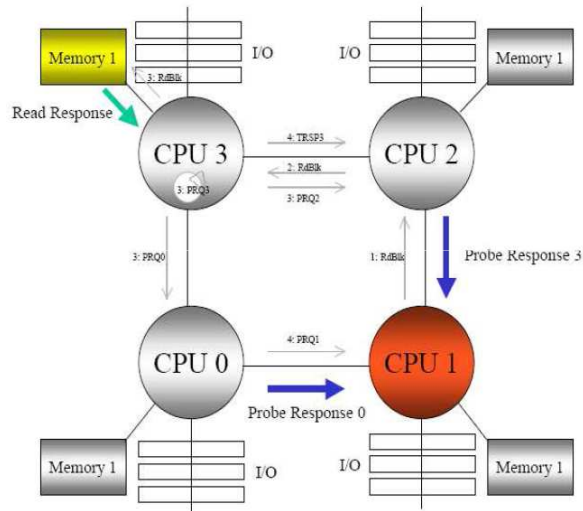 I/O
I/O
Memory 1
3: RdBlk
Memory 1
Read Response
CPU 3
4: TRSP3
CPU 2
2: RdBlk
3: PRQ3
3: PRQ2
3: PRQ0
1: RdBlk
Probe Response 3
CPU 0
4: PRQ1
CPU 1
Probe Response 0
Memory 1
I/O
I/O
Memory 1